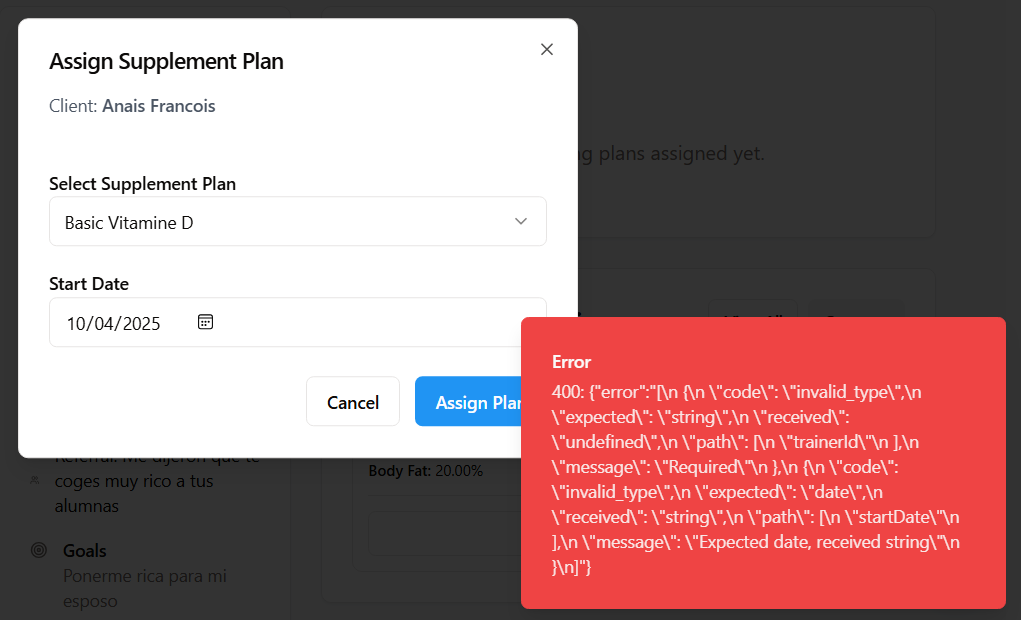 Assign Supplement Plan
Client: Anais Francois
Select Supplement Plan
Basic Vitamine D
Start Date
10/04/2025
Cancel
Assign Plan
plans assigned yet.
Error
400: {"error":"[\n {\n \"code\": \"invalid_type\",\n
\"expected\": \"string\",\n \"received\":
\"undefined\",\n \"path\": [\n \"trainerId\"\n ],\n
\"message\": \"Required\"\n },\n {\n \"code\":
\"invalid_type\",\n \"expected\": \"date\",\n
\"received\": \"string\",\n \"path\": [\n \"startDate\"\n
],\n \"message\": \"Expected date, received string\"\n
}\n]"}
Body Fat: 20.00%
Referral: Me dijeron que te
coges muy rico a tus
alumnas
Goals
Ponerme rica para mi
esposo